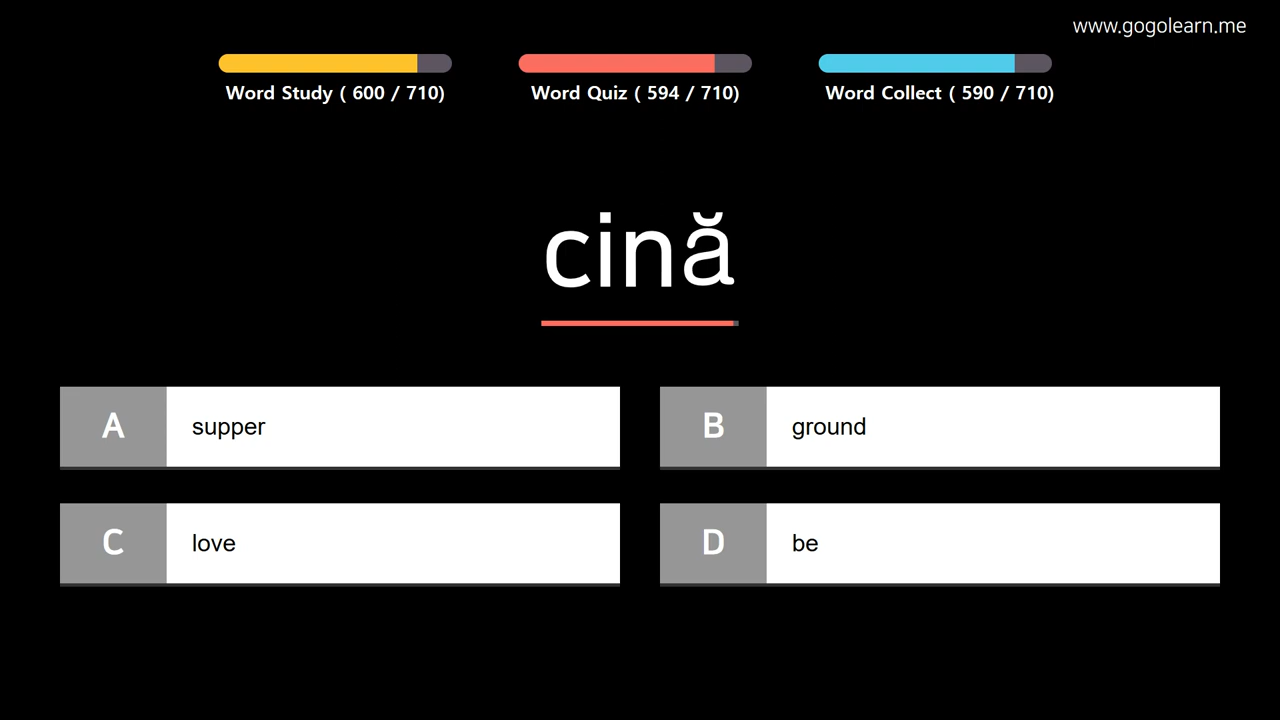 www.gogolearn.me
Word Study ( 600 / 710)
Word Quiz ( 594 / 710)
Word Collect ( 590 / 710)
cină
A supper
B ground
C love
D be